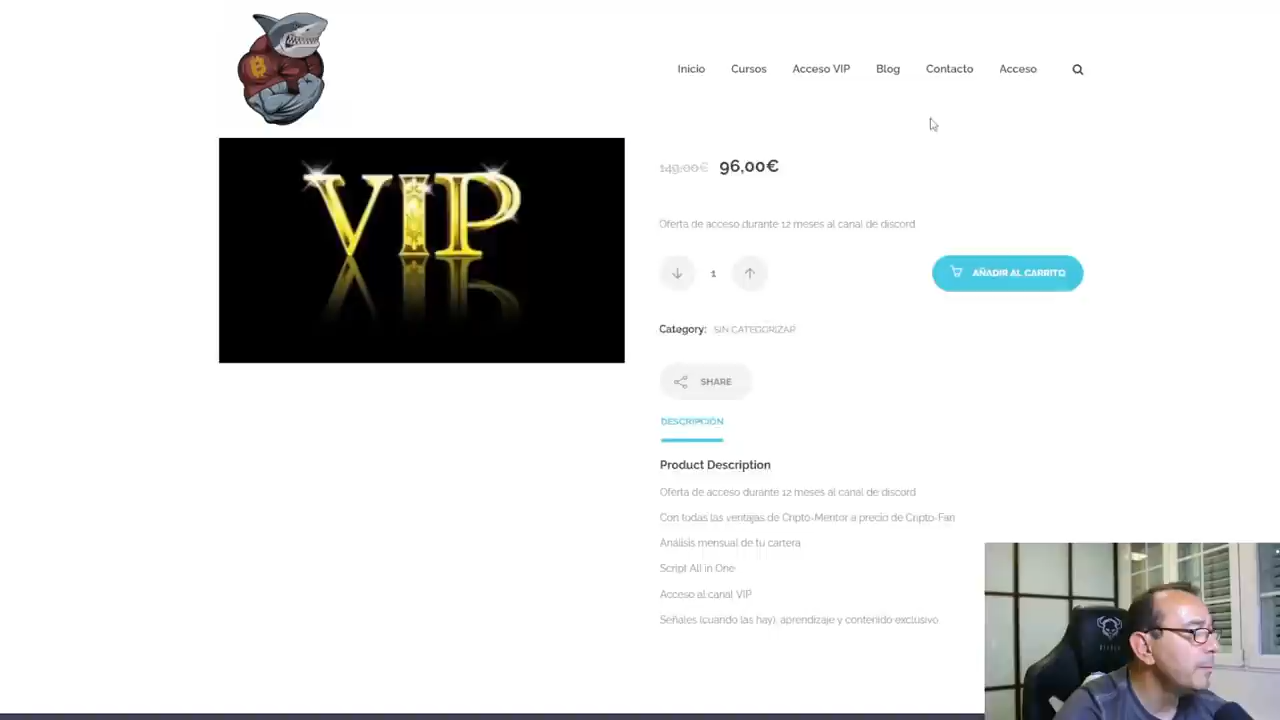 Inicio Cursos Acceso VIP Blog Contacto Acceso
VIP
149,00€ 96,00€
Oferta de acceso durante 12 meses al canal de discord
1
AÑADIR AL CARRITO
Category: SIN CATEGORIZAR
SHARE
DESCRIPCIÓN
Product Description
Oferta de acceso durante 12 meses al canal de discord
Con todas las ventajas de Cripto-Mentor a precio de Cripto-Fan
Análisis mensual de tu cartera
Script All in One
Acceso al canal VIP
Señales (cuando las hay), aprendizaje y contenido exclusivo